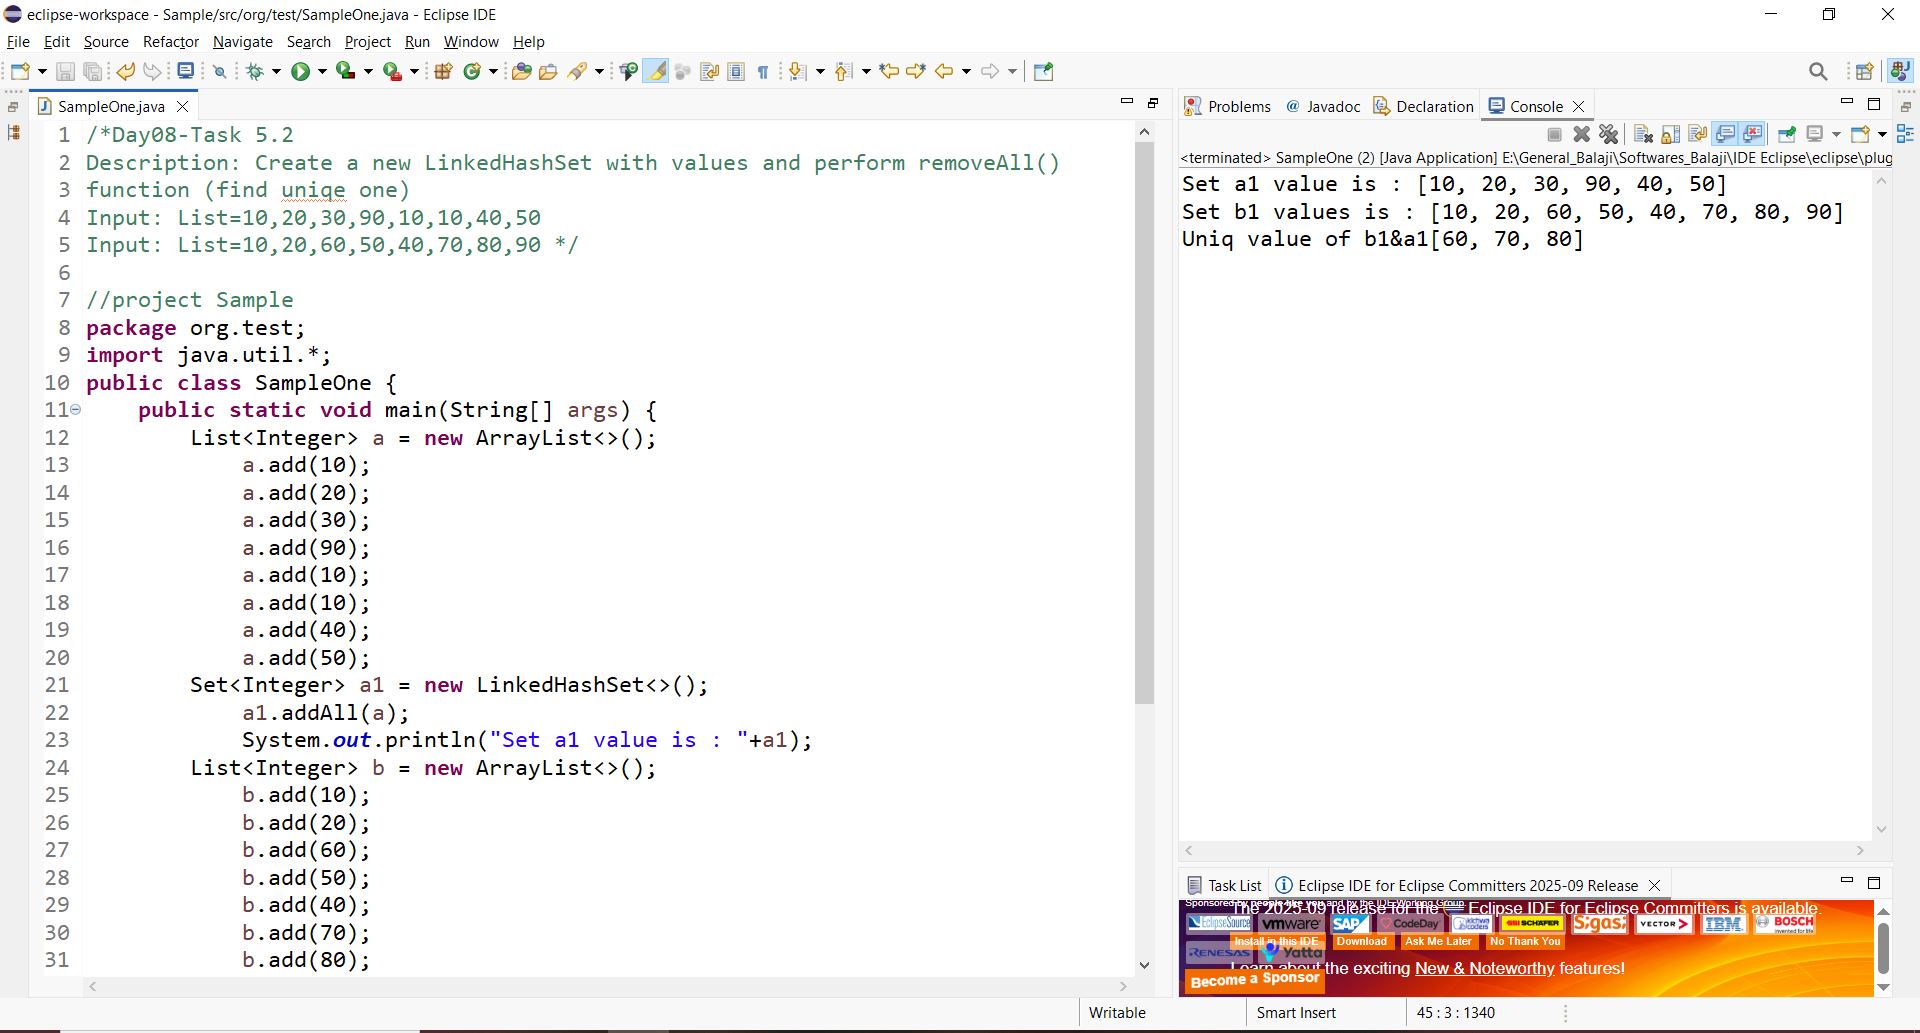 eclipse-workspace - Sample/src/org/test/SampleOne.java - Eclipse IDE
File Edit Source Refactor Navigate Search Project Run Window Help
SampleOne.java
1 /*Day08-Task 5.2
2 Description: Create a new LinkedHashSet with values and perform removeAll()
3 function (find uniqe one)
4 Input: List=10,20,30,90,10,10,40,50
5 Input: List=10,20,60,50,40,70,80,90 */
6
7 //project Sample
8 package org.test;
9 import java.util.*;
10 public class SampleOne {
11 public static void main(String[] args) {
12 List<Integer> a = new ArrayList<>();
13 a.add(10);
14 a.add(20);
15 a.add(30);
16 a.add(90);
17 a.add(10);
18 a.add(10);
19 a.add(40);
20 a.add(50);
21 Set<Integer> a1 = new LinkedHashSet<>();
22 a1.addAll(a);
23 System.out.println("Set a1 value is : "+a1);
24 List<Integer> b = new ArrayList<>();
25 b.add(10);
26 b.add(20);
27 b.add(60);
28 b.add(50);
29 b.add(40);
30 b.add(70);
31 b.add(80);
Problems Javadoc Declaration Console
<terminated> SampleOne (2) [Java Application] E:\General_Balaji\Softwares_Balaji\IDE Eclipse\eclipse\plug
Set a1 value is : [10, 20, 30, 90, 40, 50]
Set b1 values is : [10, 20, 60, 50, 40, 70, 80, 90]
Uniq value of b1&a1[60, 70, 80]
Task List Eclipse IDE for Eclipse Committers 2025-09 Release
Sponsored by people like you and by the IDE Working Group.
The 2025-09 release for the Eclipse IDE for Eclipse Committers is available.
EclipseSource vmware SAP CodeDay SCHAEFER Sigasi VECTOR IBM BOSCH
Install in this IDE Download Ask Me Later No Thank You
RENESAS Yatta
Learn about the exciting New & Noteworthy features!
Become a Sponsor
Writable Smart Insert 45 : 3 : 1340